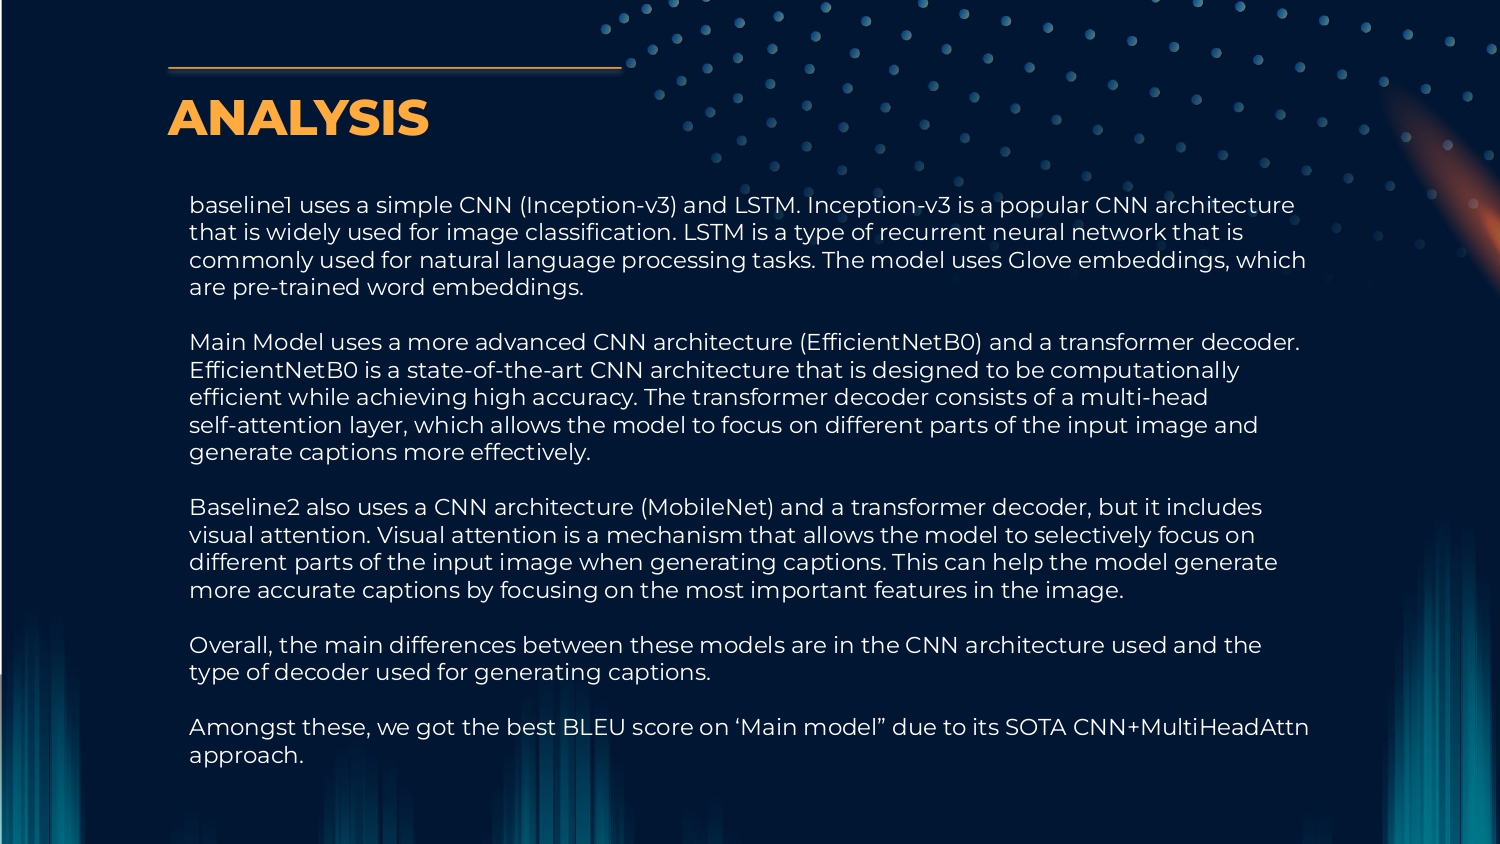 ANALYSIS
baseline1 uses a simple CNN (Inception-v3) and LSTM. Inception-v3 is a popular CNN architecture
that is widely used for image classification. LSTM is a type of recurrent neural network that is
commonly used for natural language processing tasks. The model uses Glove embeddings, which
are pre-trained word embeddings.
Main Model uses a more advanced CNN architecture (EfficientNetB0) and a transformer decoder.
EfficientNetB0 is a state-of-the-art CNN architecture that is designed to be computationally
efficient while achieving high accuracy. The transformer decoder consists of a multi-head
self-attention layer, which allows the model to focus on different parts of the input image and
generate captions more effectively.
Baseline2 also uses a CNN architecture (MobileNet) and a transformer decoder, but it includes
visual attention. Visual attention is a mechanism that allows the model to selectively focus on
different parts of the input image when generating captions. This can help the model generate
more accurate captions by focusing on the most important features in the image.
Overall, the main differences between these models are in the CNN architecture used and the
type of decoder used for generating captions.
Amongst these, we got the best BLEU score on ‘Main model” due to its SOTA CNN+MultiHeadAttn
approach.